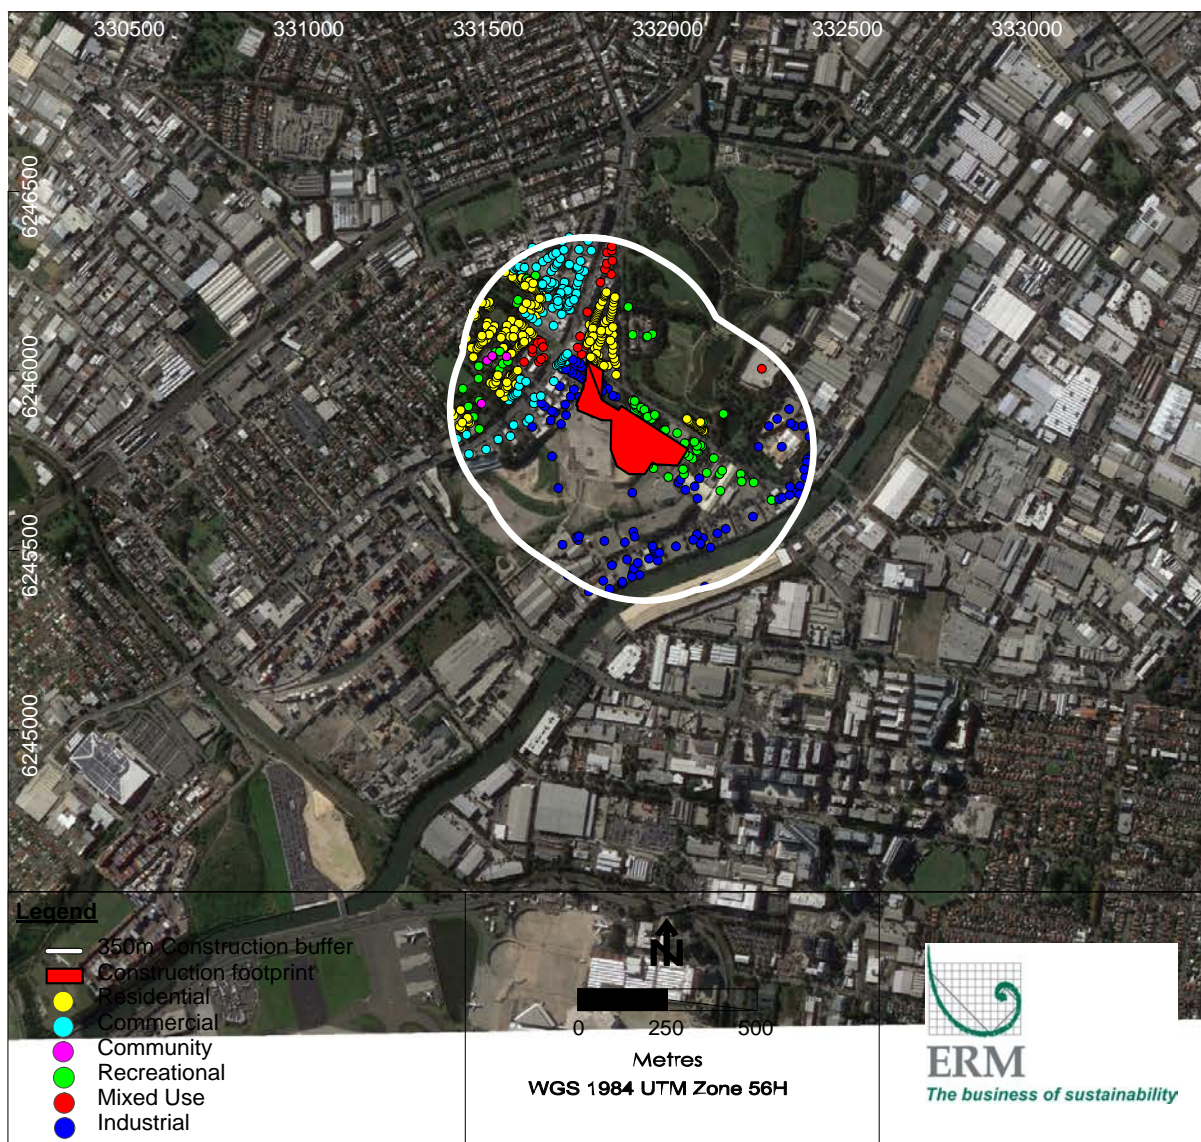 330500 331000 331500 332000 332500 333000
6246500
6246000
6245500
6245000
Legend
350m Construction buffer
Construction footprint
Residential
Commercial
Community
Recreational
Mixed Use
Industrial
N
0 250 500
Metres
WGS 1984 UTM Zone 56H
ERM
The business of sustainability